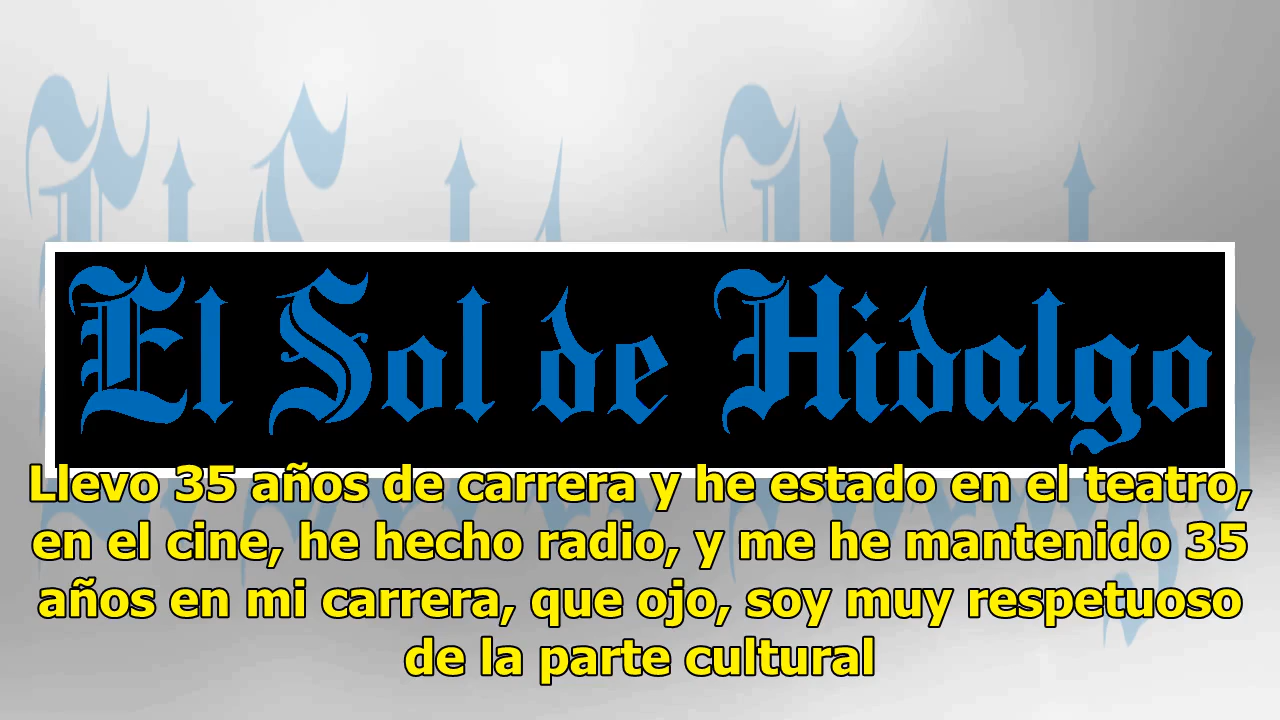 El Sol de Hidalgo
Llevo 35 años de carrera y he estado en el teatro,
en el cine, he hecho radio, y me he mantenido 35
años en mi carrera, que ojo, soy muy respetuoso
de la parte cultural